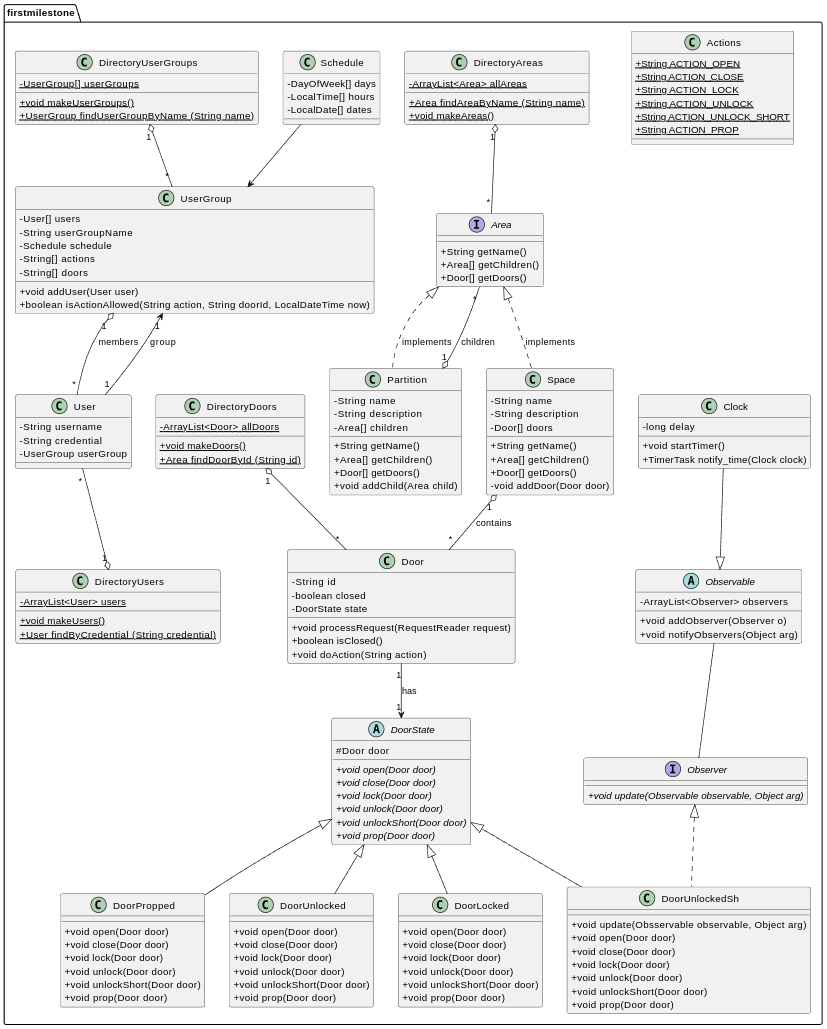 firstmilestone
C DirectoryUserGroups
-UserGroup[] userGroups
+void makeUserGroups()
+UserGroup findUserGroupByName (String name)
C Schedule
-DayOfWeek[] days
-LocalTime[] hours
-LocalDate[] dates
C DirectoryAreas
-ArrayList<Area> allAreas
+Area findAreaByName (String name)
+void makeAreas()
C Actions
+String ACTION_OPEN
+String ACTION_CLOSE
+String ACTION_LOCK
+String ACTION_UNLOCK
+String ACTION_UNLOCK_SHORT
+String ACTION_PROP
1
*
1
*
C UserGroup
-User[] users
-String userGroupName
-Schedule schedule
-String[] actions
-String[] doors
+void addUser(User user)
+boolean isActionAllowed(String action, String doorId, LocalDateTime now)
I Area
+String getName()
+Area[] getChildren()
+Door[] getDoors()
1
members
*
1
group
1
implements
*
children
1
implements
C User
-String username
-String credential
-UserGroup userGroup
C DirectoryDoors
-ArrayList<Door> allDoors
+void makeDoors()
+Area findDoorById (String id)
C Partition
-String name
-String description
-Area[] children
+String getName()
+Area[] getChildren()
+Door[] getDoors()
+void addChild(Area child)
C Space
-String name
-String description
-Door[] doors
+String getName()
+Area[] getChildren()
+Door[] getDoors()
-void addDoor(Door door)
C Clock
-long delay
+void startTimer()
+TimerTask notify_time(Clock clock)
*
1
1
*
1
contains
*
C DirectoryUsers
-ArrayList<User> users
+void makeUsers()
+User findByCredential (String credential)
C Door
-String id
-boolean closed
-DoorState state
+void processRequest(RequestReader request)
+boolean isClosed()
+void doAction(String action)
A Observable
-ArrayList<Observer> observers
+void addObserver(Observer o)
+void notifyObservers(Object arg)
1
has
1
A DoorState
#Door door
+void open(Door door)
+void close(Door door)
+void lock(Door door)
+void unlock(Door door)
+void unlockShort(Door door)
+void prop(Door door)
I Observer
+void update(Observable observable, Object arg)
C DoorPropped
+void open(Door door)
+void close(Door door)
+void lock(Door door)
+void unlock(Door door)
+void unlockShort(Door door)
+void prop(Door door)
C DoorUnlocked
+void open(Door door)
+void close(Door door)
+void lock(Door door)
+void unlock(Door door)
+void unlockShort(Door door)
+void prop(Door door)
C DoorLocked
+void open(Door door)
+void close(Door door)
+void lock(Door door)
+void unlock(Door door)
+void unlockShort(Door door)
+void prop(Door door)
C DoorUnlockedSh
+void update(Obsservable observable, Object arg)
+void open(Door door)
+void close(Door door)
+void lock(Door door)
+void unlock(Door door)
+void unlockShort(Door door)
+void prop(Door door)